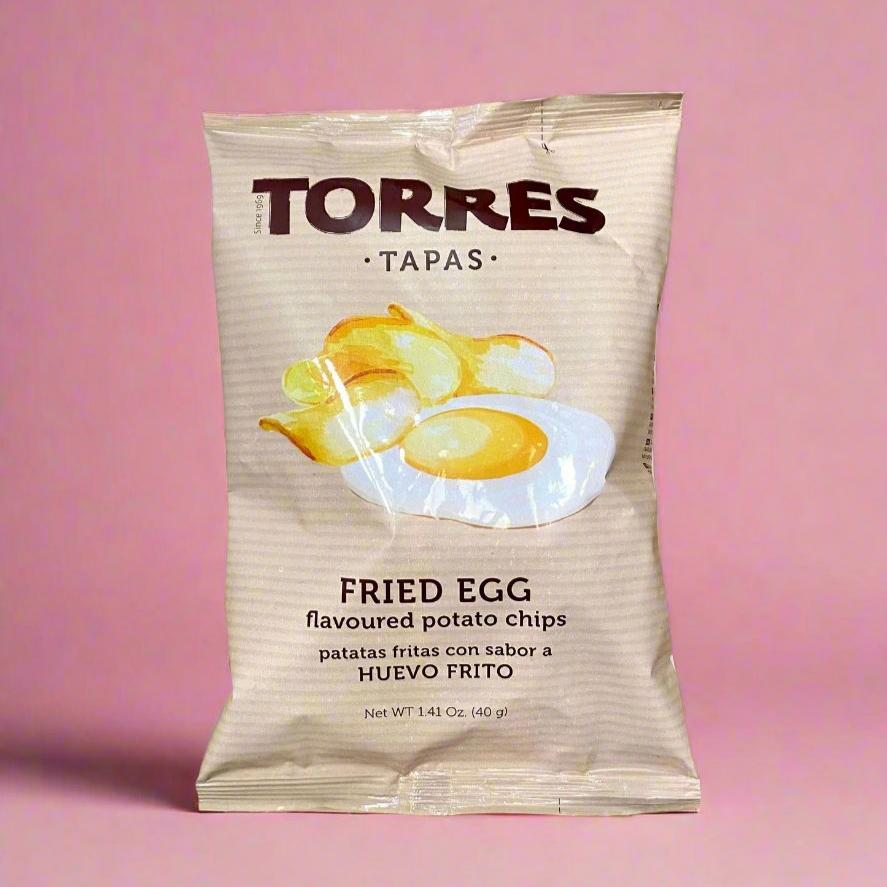 Since 1969
TORRES
· TAPAS ·
FRIED EGG
flavoured potato chips
patatas fritas con sabor a
HUEVO FRITO
Net WT 1.41 Oz. (40 g)